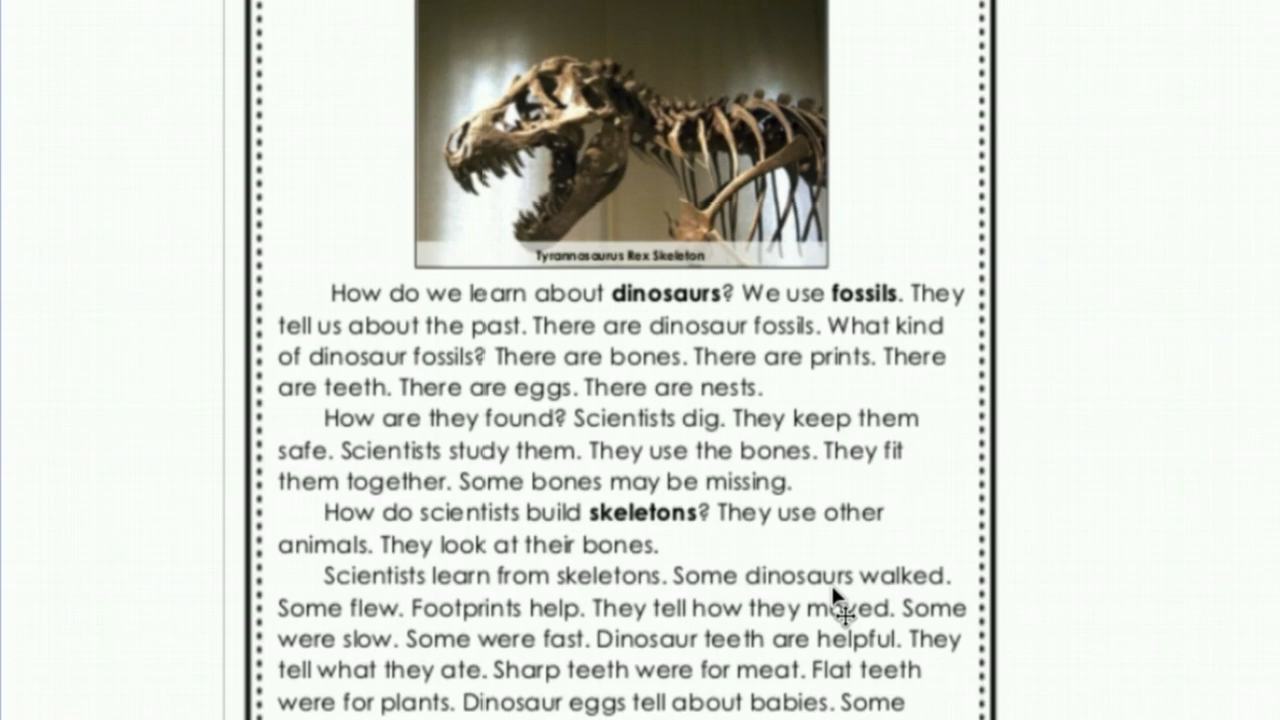 Tyrannosaurus Rex Skeleton
How do we learn about dinosaurs? We use fossils. They
tell us about the past. There are dinosaur fossils. What kind
of dinosaur fossils? There are bones. There are prints. There
are teeth. There are eggs. There are nests.
How are they found? Scientists dig. They keep them
safe. Scientists study them. They use the bones. They fit
them together. Some bones may be missing.
How do scientists build skeletons? They use other
animals. They look at their bones.
Scientists learn from skeletons. Some dinosaurs walked.
Some flew. Footprints help. They tell how they moved. Some
were slow. Some were fast. Dinosaur teeth are helpful. They
tell what they ate. Sharp teeth were for meat. Flat teeth
were for plants. Dinosaur eggs tell about babies. Some